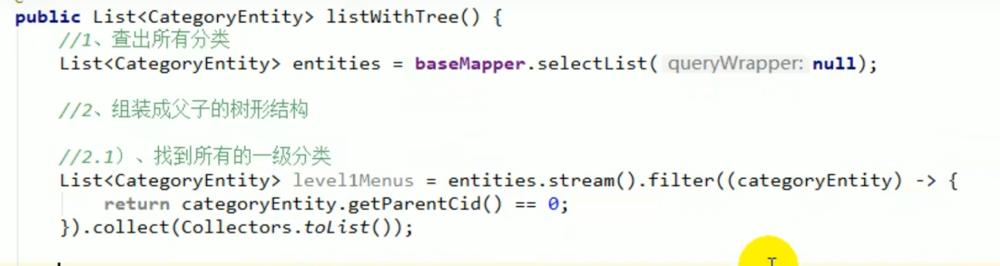 public List<CategoryEntity> listWithTree() {
//1、查出所有分类
List<CategoryEntity> entities = baseMapper.selectList( queryWrapper: null);
//2、组装成父子的树形结构
//2.1）、找到所有的一级分类
List<CategoryEntity> level1Menus = entities.stream().filter((categoryEntity) -> {
return categoryEntity.getParentCid() == 0;
}).collect(Collectors.toList());